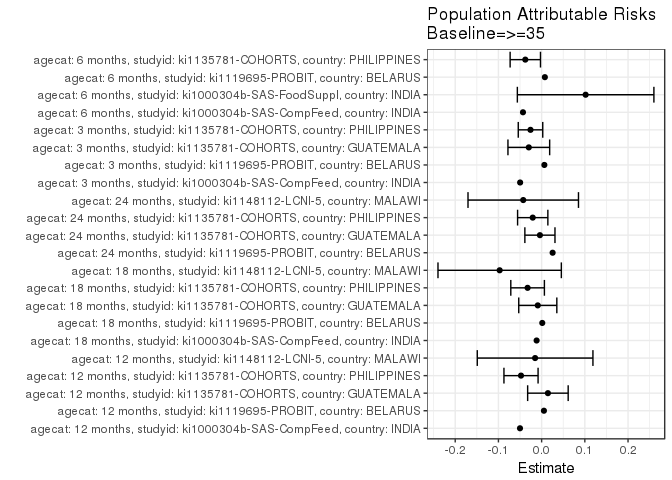 Population Attributable Risks
Baseline=>=35
agecat: 6 months, studyid: ki1135781-COHORTS, country: PHILIPPINES
agecat: 6 months, studyid: ki1119695-PROBIT, country: BELARUS
agecat: 6 months, studyid: ki1000304b-SAS-FoodSuppl, country: INDIA
agecat: 6 months, studyid: ki1000304b-SAS-CompFeed, country: INDIA
agecat: 3 months, studyid: ki1135781-COHORTS, country: PHILIPPINES
agecat: 3 months, studyid: ki1135781-COHORTS, country: GUATEMALA
agecat: 3 months, studyid: ki1119695-PROBIT, country: BELARUS
agecat: 3 months, studyid: ki1000304b-SAS-CompFeed, country: INDIA
agecat: 24 months, studyid: ki1148112-LCNI-5, country: MALAWI
agecat: 24 months, studyid: ki1135781-COHORTS, country: PHILIPPINES
agecat: 24 months, studyid: ki1135781-COHORTS, country: GUATEMALA
agecat: 24 months, studyid: ki1119695-PROBIT, country: BELARUS
agecat: 18 months, studyid: ki1148112-LCNI-5, country: MALAWI
agecat: 18 months, studyid: ki1135781-COHORTS, country: PHILIPPINES
agecat: 18 months, studyid: ki1135781-COHORTS, country: GUATEMALA
agecat: 18 months, studyid: ki1119695-PROBIT, country: BELARUS
agecat: 18 months, studyid: ki1000304b-SAS-CompFeed, country: INDIA
agecat: 12 months, studyid: ki1148112-LCNI-5, country: MALAWI
agecat: 12 months, studyid: ki1135781-COHORTS, country: PHILIPPINES
agecat: 12 months, studyid: ki1135781-COHORTS, country: GUATEMALA
agecat: 12 months, studyid: ki1119695-PROBIT, country: BELARUS
agecat: 12 months, studyid: ki1000304b-SAS-CompFeed, country: INDIA
-0.2 -0.1 0.0 0.1 0.2
Estimate